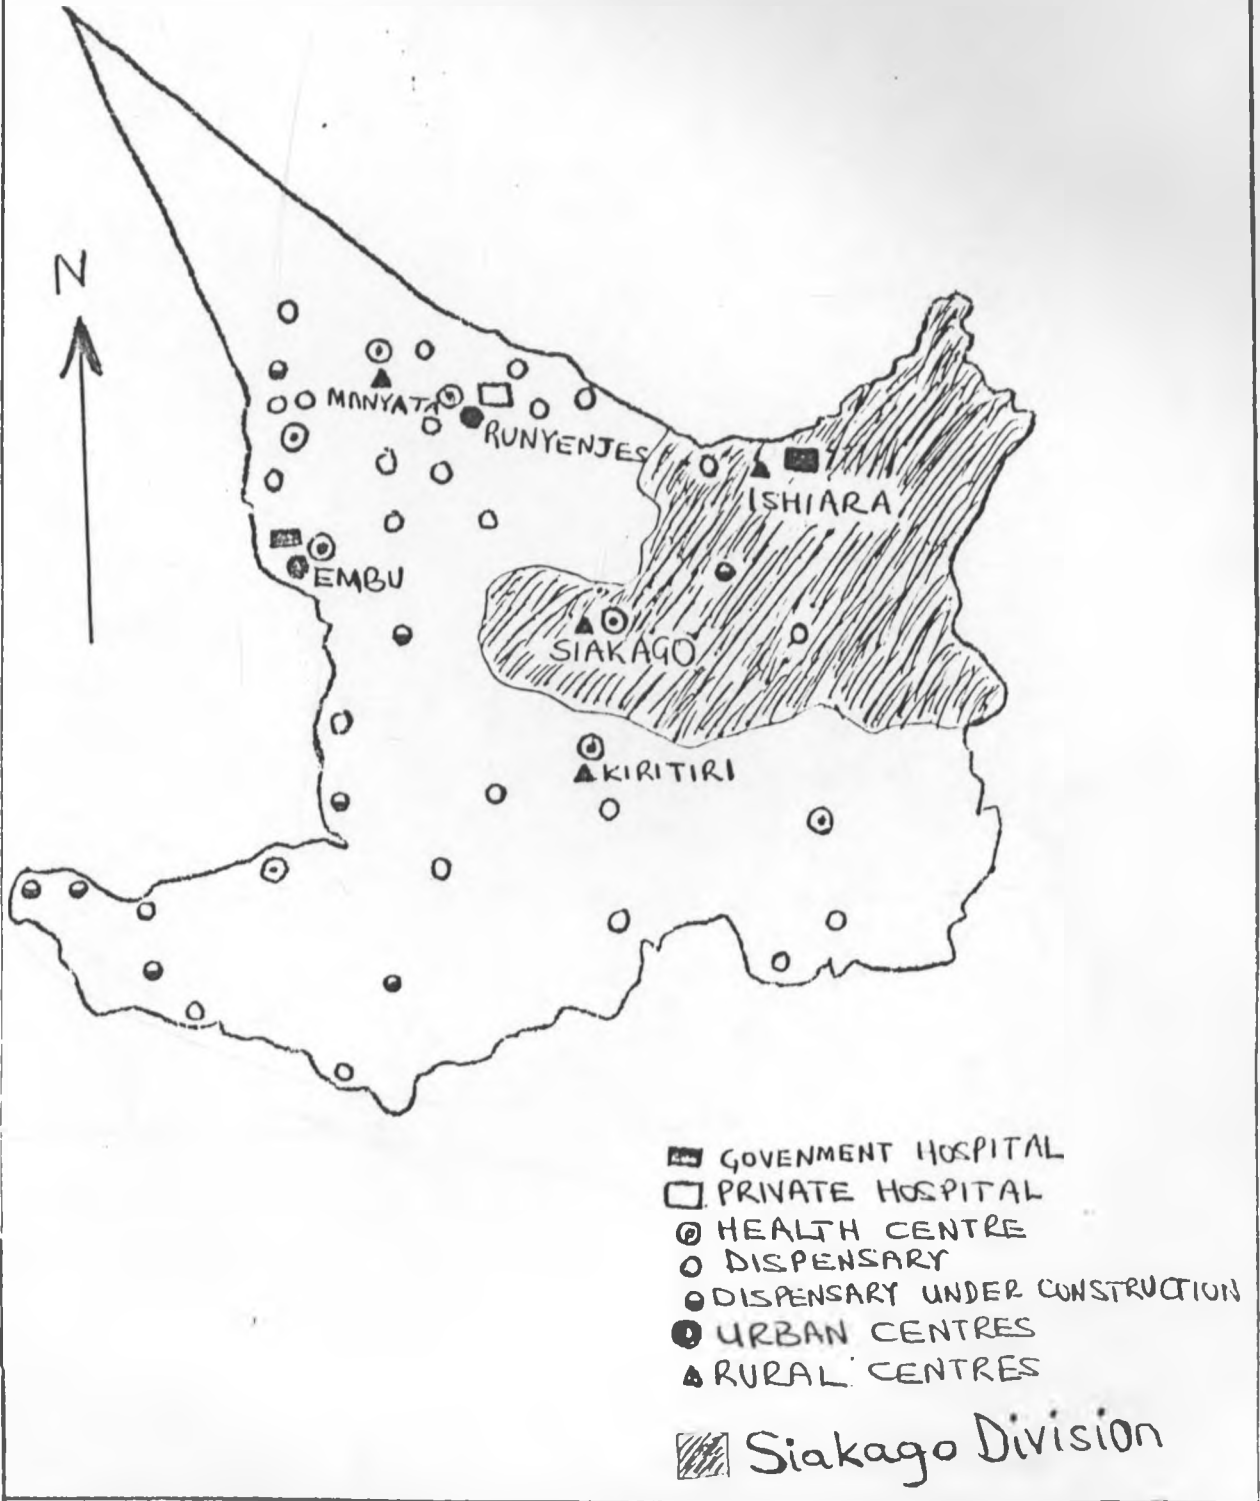 N
MANYATA
RUNYENJES
ISHIARA
EMBU
SIAKAGO
KIRITIRI
GOVENMENT HOSPITAL
PRIVATE HOSPITAL
HEALTH CENTRE
DISPENSARY
DISPENSARY UNDER CONSTRUCTION
URBAN CENTRES
RURAL CENTRES
Siakago Division